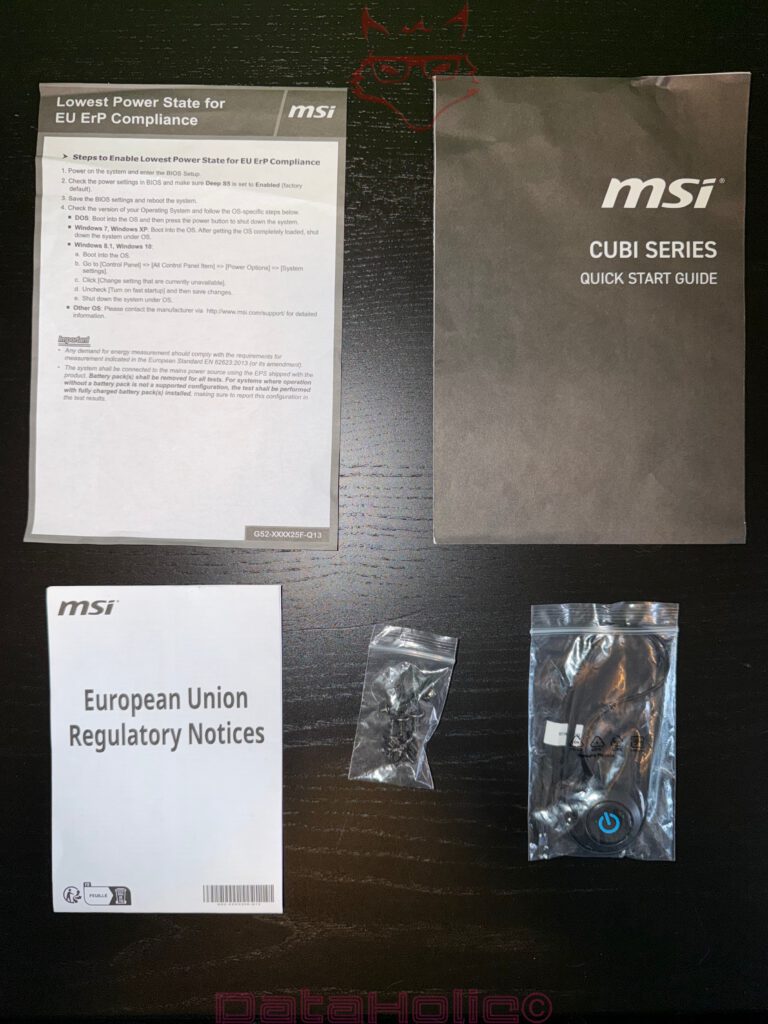 Lowest Power State for
EU ErP Compliance
msi
➤ Steps to Enable Lowest Power State for EU ErP Compliance
1. Power on the system and enter the BIOS Setup.
2. Check the power settings in BIOS and make sure Deep S5 is set to Enabled (factory
default).
3. Save the BIOS settings and reboot the system.
4. Check the version of your Operating System and follow the OS-specific steps below.
■ DOS: Boot into the OS and then press the power button to shut down the system.
■ Windows 7, Windows XP: Boot into the OS. After getting the OS completely loaded, shut
down the system under OS.
■ Windows 8.1, Windows 10:
a. Boot into the OS.
b. Go to [Control Panel] => [All Control Panel Item] => [Power Options] => [System
settings].
c. Click [Change setting that are currently unavailable].
d. Uncheck [Turn on fast startup] and then save changes.
e. Shut down the system under OS.
■ Other OS: Please contact the manufacturer via http://www.msi.com/support/ for detailed
information.
Important
• Any demand for energy measurement should comply with the requirements for
measurement indicated in the European Standard EN 62623:2013 (or its amendment).
• The system shall be connected to the mains power source using the EPS shipped with the
product. Battery pack(s) shall be removed for all tests. For systems where operation
without a battery pack is not a supported configuration, the test shall be performed
with fully charged battery pack(s) installed, making sure to report this configuration in
the test results.
G52-XXXX25F-Q13
msi®
CUBI SERIES
QUICK START GUIDE
msi
European Union
Regulatory Notices
FR
FEUILLE
DataHolic©